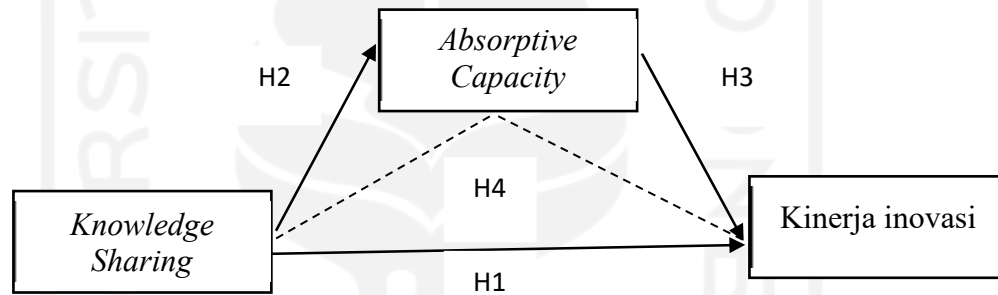 Absorptive
Capacity
H2
H3
H4
Knowledge
Sharing
Kinerja inovasi
H1